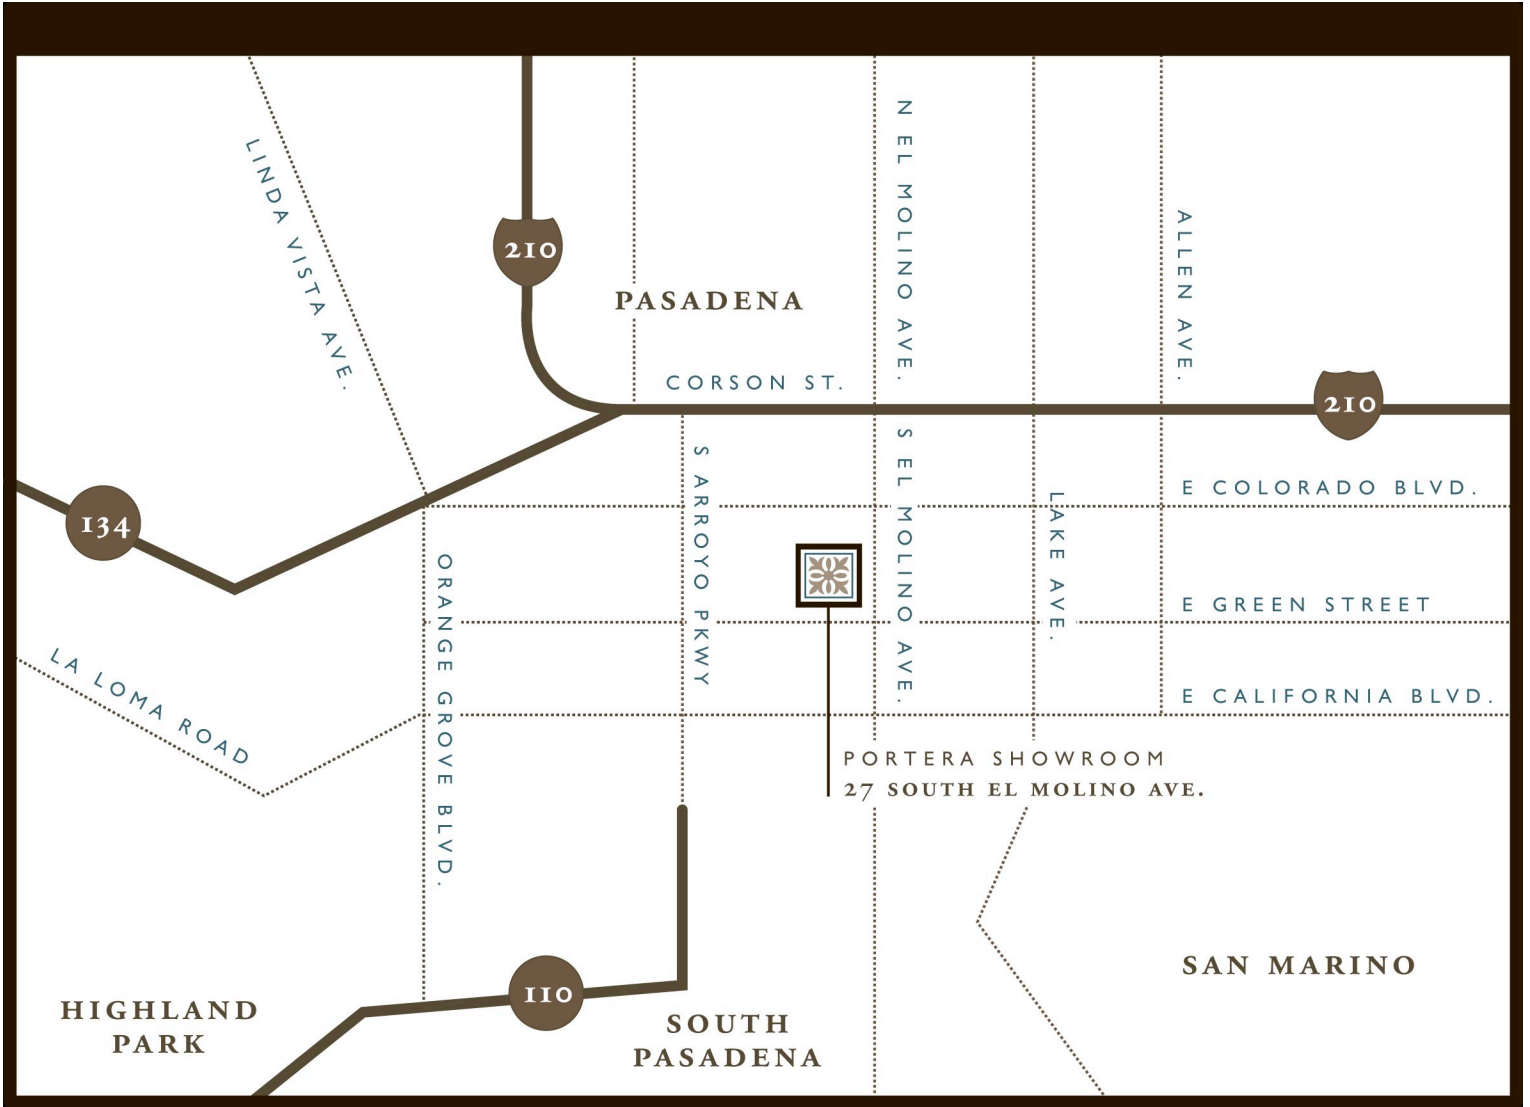 LINDA VISTA AVE.
210
PASADENA
N EL MOLINO AVE.
ALLEN AVE.
CORSON ST.
210
134
S ARROYO PKWY
S EL MOLINO AVE.
LAKE AVE.
E COLORADO BLVD.
ORANGE GROVE BLVD.
E GREEN STREET
LA LOMA ROAD
E CALIFORNIA BLVD.
PORTERA SHOWROOM
27 SOUTH EL MOLINO AVE.
110
SAN MARINO
HIGHLAND
PARK
SOUTH
PASADENA